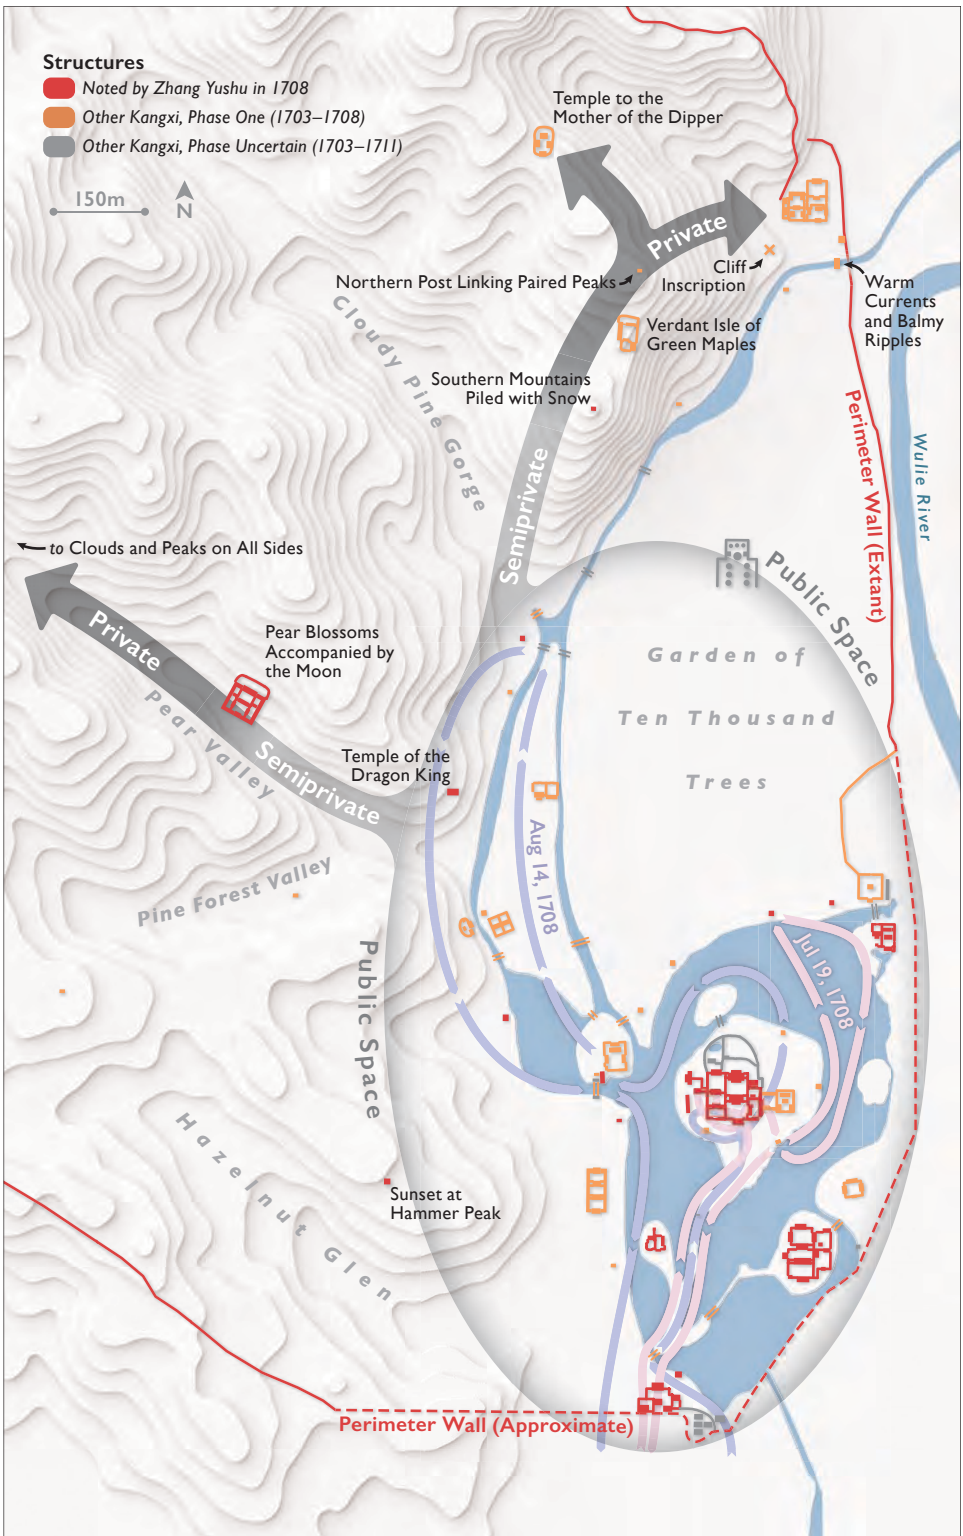 Structures
Noted by Zhang Yushu in 1708
Other Kangxi, Phase One (1703–1708)
Other Kangxi, Phase Uncertain (1703–1711)
150m
N
Temple to the
Mother of the Dipper
Private
Northern Post Linking Paired Peaks
Cliff
Inscription
Warm
Currents
and Balmy
Ripples
Verdant Isle of
Green Maples
Cloudy Pine Gorge
Southern Mountains
Piled with Snow
Perimeter Wall (Extant)
Wulie River
Semiprivate
to Clouds and Peaks on All Sides
Public Space
Private
Pear Blossoms
Accompanied by
the Moon
Garden of
Ten Thousand
Trees
Pear Valley
Semiprivate
Temple of the
Dragon King
Aug 14, 1708
Pine Forest Valley
Public Space
Jul 19, 1708
Hazelnut Glen
Sunset at
Hammer Peak
Perimeter Wall (Approximate)